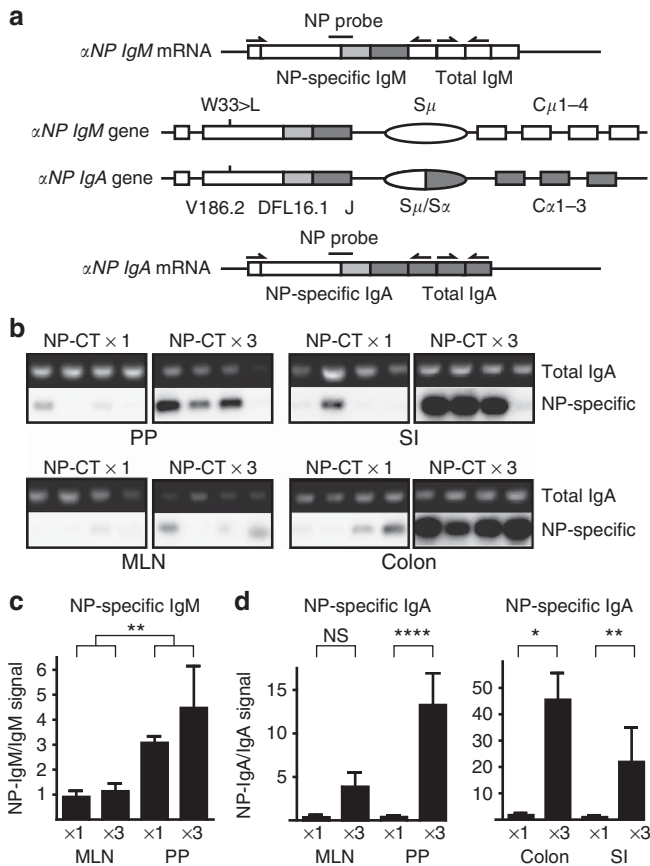 a
NP probe
αNP IgM mRNA
NP-specific IgM Total IgM
W33>L Sμ Cμ1–4
αNP IgM gene
αNP IgA gene
V186.2 DFL16.1 J Sμ/Sα Cα1–3
NP probe
αNP IgA mRNA
NP-specific IgA Total IgA
b
NP-CT × 1 NP-CT × 3 NP-CT × 1 NP-CT × 3
Total IgA
NP-specific
PP SI
NP-CT × 1 NP-CT × 3 NP-CT × 1 NP-CT × 3
Total IgA
NP-specific
MLN Colon
c
NP-specific IgM
**
NP-IgM/IgM signal
6
5
4
3
2
1
×1 ×3 ×1 ×3
MLN PP
d
NP-specific IgA
NS ****
NP-IgA/IgA signal
15
10
5
×1 ×3 ×1 ×3
MLN PP
NP-specific IgA
* **
50
40
30
20
10
×1 ×3 ×1 ×3
Colon SI